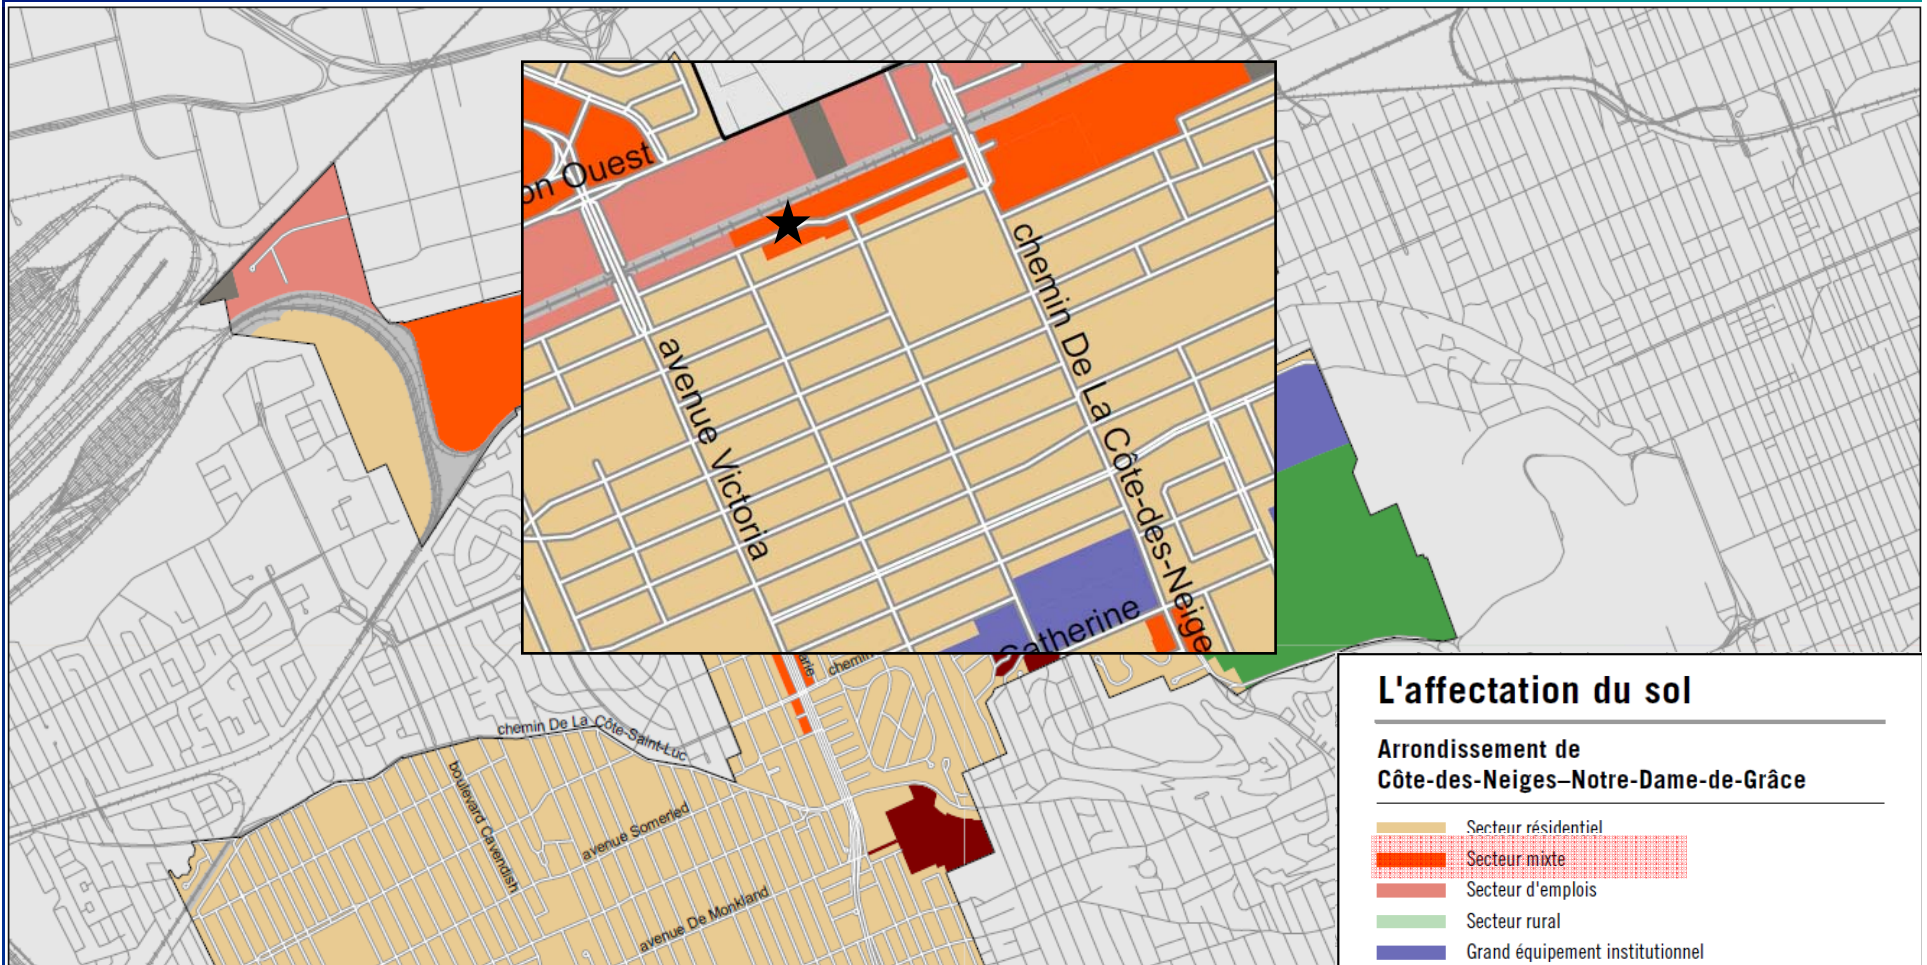 on Ouest
avenue Victoria
chemin De La Côte-des-Neige
Catherine
chemin
chemin De La Côte-Saint-Luc
boulevard Cavendish
avenue Somerled
avenue De Monkland
L'affectation du sol
Arrondissement de
Côte-des-Neiges–Notre-Dame-de-Grâce
Secteur résidentiel
Secteur mixte
Secteur d'emplois
Secteur rural
Grand équipement institutionnel